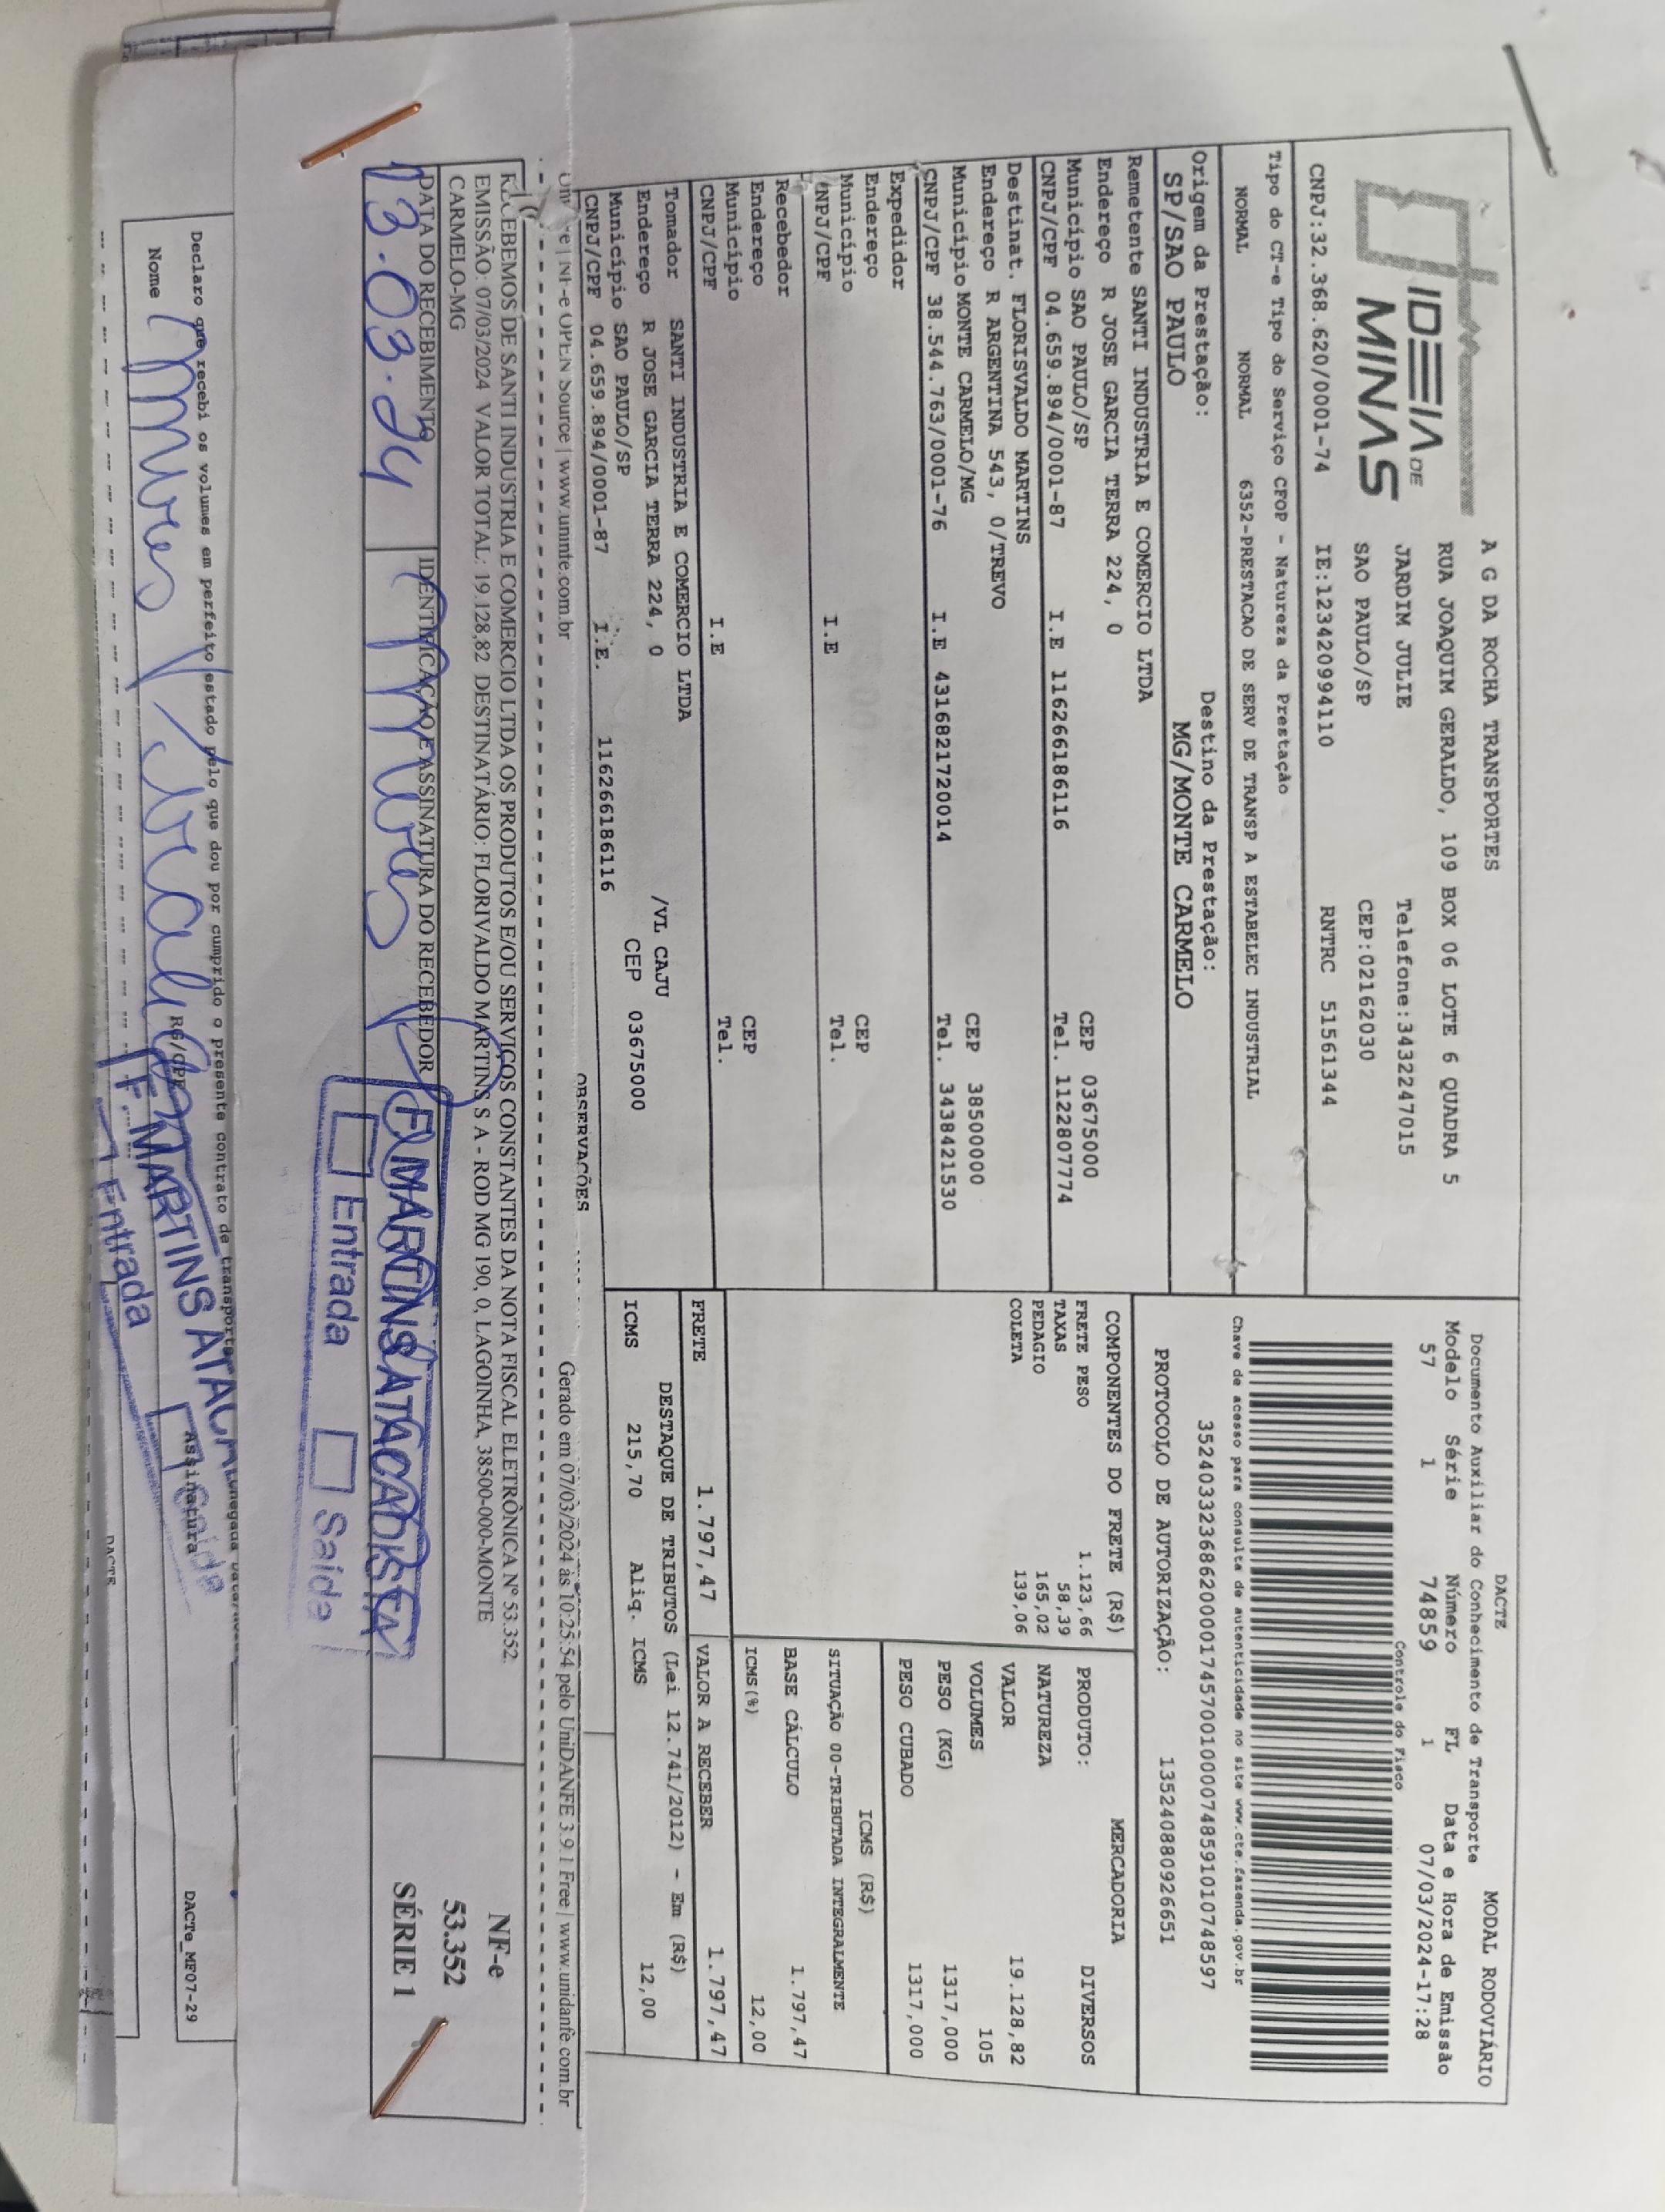 IDEIA DE
MINAS
A G DA ROCHA TRANSPORTES
RUA JOAQUIM GERALDO, 109 BOX 06 LOTE 6 QUADRA 5
JARDIM JULIE Telefone:3432247015
SAO PAULO/SP CEP:02162030
CNPJ:32.368.620/0001-74 IE:123420994110 RNTRC 51561344
Tipo do CT-e Tipo do Serviço CFOP - Natureza da Prestação
NORMAL NORMAL 6352-PRESTACAO DE SERV DE TRANSP A ESTABELEC INDUSTRIAL
Origem da Prestação: Destino da Prestação:
SP/SAO PAULO MG/MONTE CARMELO
DACTE MODAL RODOVIÁRIO
Documento Auxiliar do Conhecimento de Transporte
Modelo Série Número FL Data e Hora de Emissão
57 1 74859 1 07/03/2024-17:28
Controle do Fisco
Chave de acesso para consulta de autenticidade no site www.cte.fazenda.gov.br
35240332368620000174570010000748591010748597
PROTOCOLO DE AUTORIZAÇÃO: 135240880926651
Remetente SANTI INDUSTRIA E COMERCIO LTDA
Endereço R JOSE GARCIA TERRA 224, 0
Município SAO PAULO/SP CEP 03675000
CNPJ/CPF 04.659.894/0001-87 I.E 116266186116 Tel. 1122807774
Destinat. FLORISVALDO MARTINS
Endereço R ARGENTINA 543, 0/TREVO
Município MONTE CARMELO/MG CEP 38500000
CNPJ/CPF 38.544.763/0001-76 I.E 4316821720014 Tel. 3438421530
Expedidor
Endereço
Município CEP
CNPJ/CPF I.E Tel.
Recebedor
Endereço
Município CEP
CNPJ/CPF I.E Tel.
Tomador SANTI INDUSTRIA E COMERCIO LTDA
Endereço R JOSE GARCIA TERRA 224, 0 /VL CAJU
Município SAO PAULO/SP CEP 03675000
CNPJ/CPF 04.659.894/0001-87 I.E. 116266186116
COMPONENTES DO FRETE (R$)
FRETE PESO 1.123,66
TAXAS 58,39
PEDAGIO 165,02
COLETA 139,06
MERCADORIA
PRODUTO: DIVERSOS
NATUREZA
VALOR 19.128,82
VOLUMES 105
PESO (KG) 1317,000
PESO CUBADO 1317,000
ICMS (R$)
SITUAÇÃO 00-TRIBUTADA INTEGRALMENTE
BASE CÁLCULO 1.797,47
ICMS(%) 12,00
FRETE 1.797,47 VALOR A RECEBER 1.797,47
DESTAQUE DE TRIBUTOS (Lei 12.741/2012) - Em (R$)
ICMS 215,70 Aliq. ICMS 12,00
OBSERVAÇÕES
NF-e OPEN Source | www.uninfe.com.br Gerado em 07/03/2024 às 10:25:54 pelo UniDANFE 3.9.1 Free | www.unidanfe.com.br
RECEBEMOS DE SANTI INDUSTRIA E COMERCIO LTDA OS PRODUTOS E/OU SERVIÇOS CONSTANTES DA NOTA FISCAL ELETRÔNICA Nº 53.352.
EMISSÃO: 07/03/2024 VALOR TOTAL: 19.128,82 DESTINATÁRIO: FLORIVALDO MARTINS S A - ROD MG 190, 0, LAGOINHA, 38500-000-MONTE
CARMELO-MG
DATA DO RECEBIMENTO IDENTIFICAÇÃO E ASSINATURA DO RECEBEDOR
13.03.24
F. MARTINS ATACADISTA
Entrada Saida
NF-e
53.352
SÉRIE 1
Declaro que recebi os volumes em perfeito estado pelo que dou por cumprido o presente contrato de transporte
Nome RG/CPF Assinatura
F. MARTINS
Entrada Saida
DACTe_MF07-29
DACTE